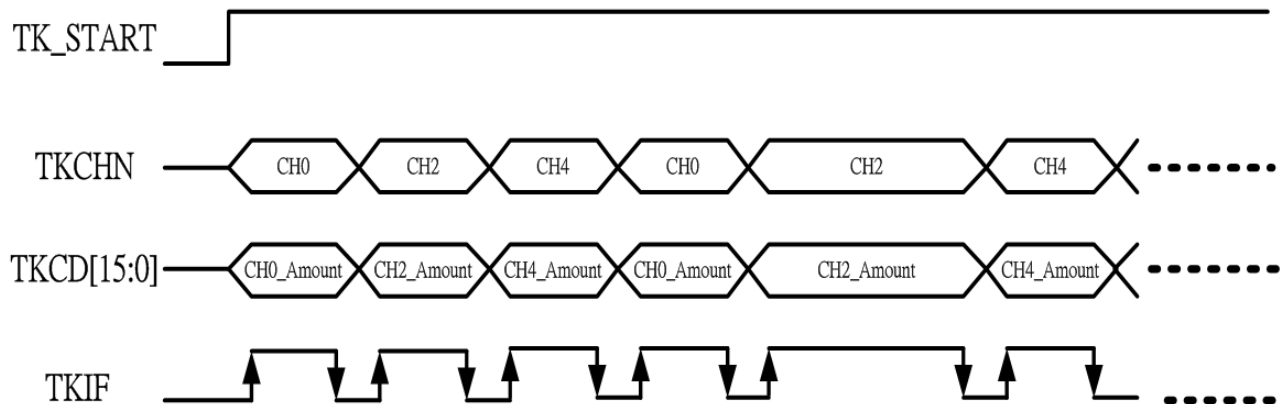 TK_START
TKCHN CH0 CH2 CH4 CH0 CH2 CH4
TKCD[15:0] CH0_Amount CH2_Amount CH4_Amount CH0_Amount CH2_Amount CH4_Amount
TKIF